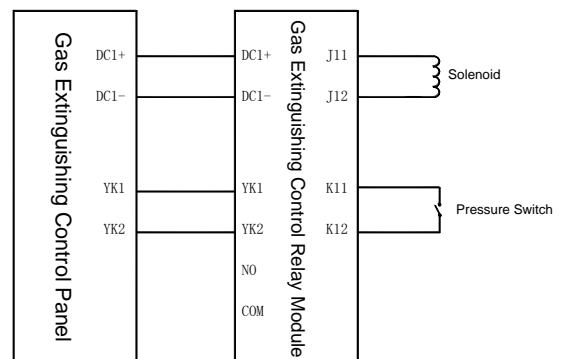 Gas Extinguishing Control Panel
DC1+
DC1-
YK1
YK2
Gas Extinguishing Control Relay Module
DC1+
DC1-
YK1
YK2
NO
COM
J11
J12
K11
K12
Solenoid
Pressure Switch